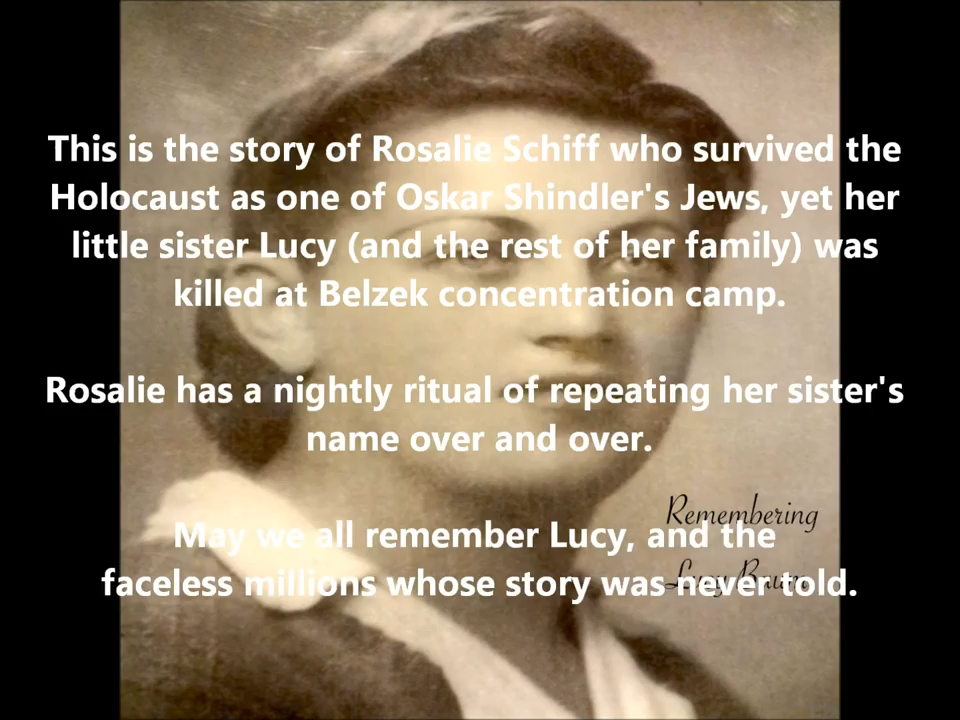 This is the story of Rosalie Schiff who survived the
Holocaust as one of Oskar Shindler's Jews, yet her
little sister Lucy (and the rest of her family) was
killed at Belzek concentration camp.
Rosalie has a nightly ritual of repeating her sister's
name over and over.
Remembering
May we all remember Lucy, and the
faceless millions whose story was never told.
Lucy